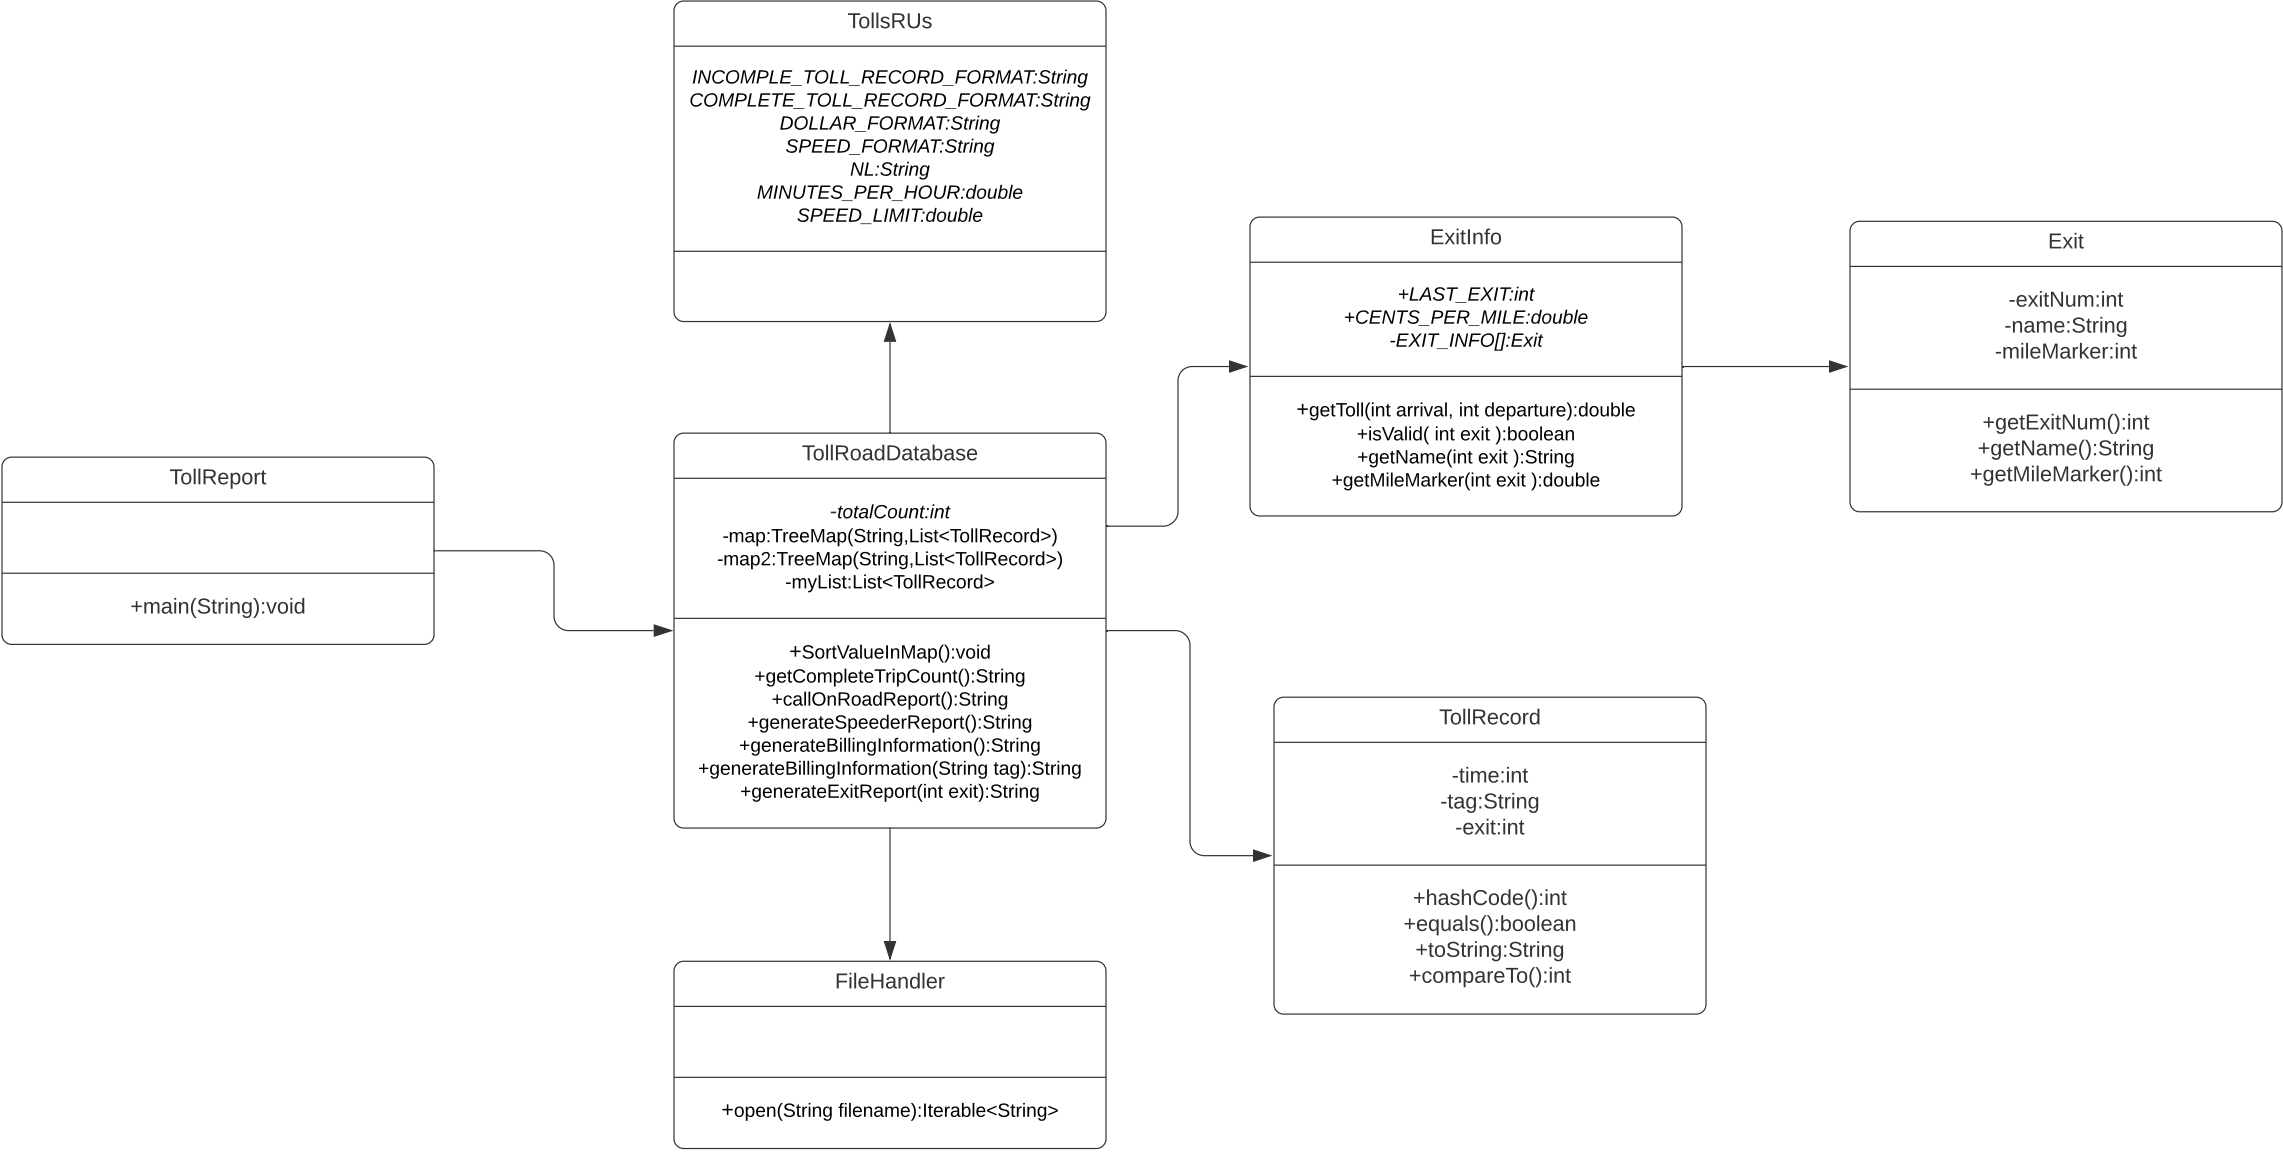 TollsRUs
INCOMPLE_TOLL_RECORD_FORMAT:String
COMPLETE_TOLL_RECORD_FORMAT:String
DOLLAR_FORMAT:String
SPEED_FORMAT:String
NL:String
MINUTES_PER_HOUR:double
SPEED_LIMIT:double
ExitInfo
+LAST_EXIT:int
+CENTS_PER_MILE:double
-EXIT_INFO[]:Exit
+getToll(int arrival, int departure):double
+isValid( int exit ):boolean
+getName(int exit ):String
+getMileMarker(int exit ):double
Exit
-exitNum:int
-name:String
-mileMarker:int
+getExitNum():int
+getName():String
+getMileMarker():int
TollReport
+main(String):void
TollRoadDatabase
-totalCount:int
-map:TreeMap(String,List<TollRecord>)
-map2:TreeMap(String,List<TollRecord>)
-myList:List<TollRecord>
+SortValueInMap():void
+getCompleteTripCount():String
+callOnRoadReport():String
+generateSpeederReport():String
+generateBillingInformation():String
+generateBillingInformation(String tag):String
+generateExitReport(int exit):String
TollRecord
-time:int
-tag:String
-exit:int
+hashCode():int
+equals():boolean
+toString:String
+compareTo():int
FileHandler
+open(String filename):Iterable<String>